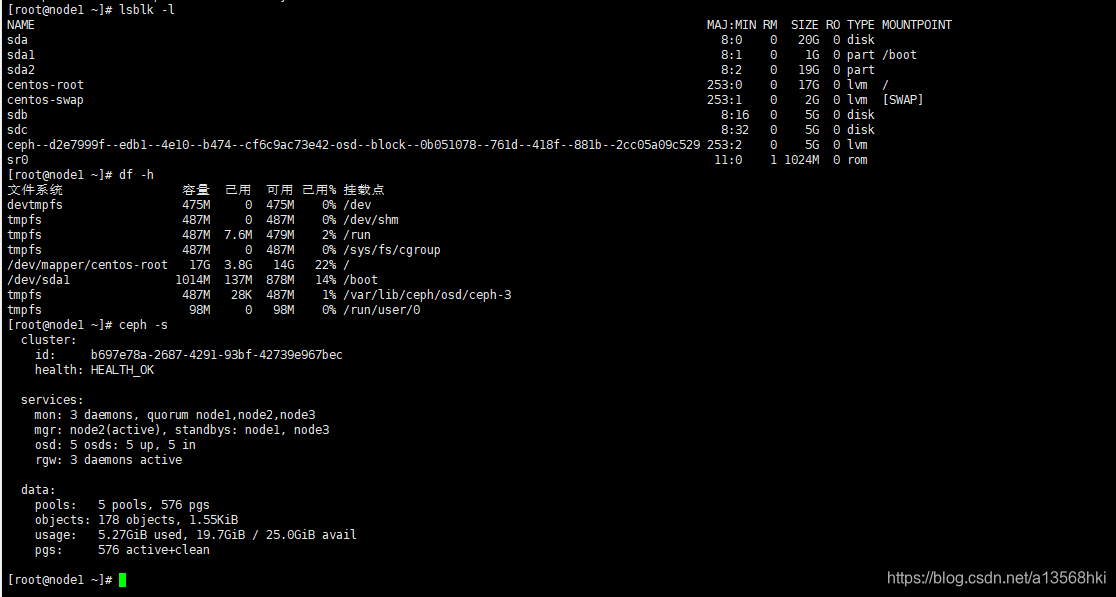 [root@node1 ~]# lsblk -l
NAME MAJ:MIN RM SIZE RO TYPE MOUNTPOINT
sda 8:0 0 20G 0 disk
sda1 8:1 0 1G 0 part /boot
sda2 8:2 0 19G 0 part
centos-root 253:0 0 17G 0 lvm /
centos-swap 253:1 0 2G 0 lvm [SWAP]
sdb 8:16 0 5G 0 disk
sdc 8:32 0 5G 0 disk
ceph--d2e7999f--edb1--4e10--b474--cf6c9ac73e42-osd--block--0b051078--761d--418f--881b--2cc05a09c529 253:2 0 5G 0 lvm
sr0 11:0 1 1024M 0 rom
[root@node1 ~]# df -h
文件系统 容量 已用 可用 已用% 挂载点
devtmpfs 475M 0 475M 0% /dev
tmpfs 487M 0 487M 0% /dev/shm
tmpfs 487M 7.6M 479M 2% /run
tmpfs 487M 0 487M 0% /sys/fs/cgroup
/dev/mapper/centos-root 17G 3.8G 14G 22% /
/dev/sda1 1014M 137M 878M 14% /boot
tmpfs 487M 28K 487M 1% /var/lib/ceph/osd/ceph-3
tmpfs 98M 0 98M 0% /run/user/0
[root@node1 ~]# ceph -s
cluster:
id: b697e78a-2687-4291-93bf-42739e967bec
health: HEALTH_OK
services:
mon: 3 daemons, quorum node1,node2,node3
mgr: node2(active), standbys: node1, node3
osd: 5 osds: 5 up, 5 in
rgw: 3 daemons active
data:
pools: 5 pools, 576 pgs
objects: 178 objects, 1.55KiB
usage: 5.27GiB used, 19.7GiB / 25.0GiB avail
pgs: 576 active+clean
[root@node1 ~]#
https://blog.csdn.net/a13568hki